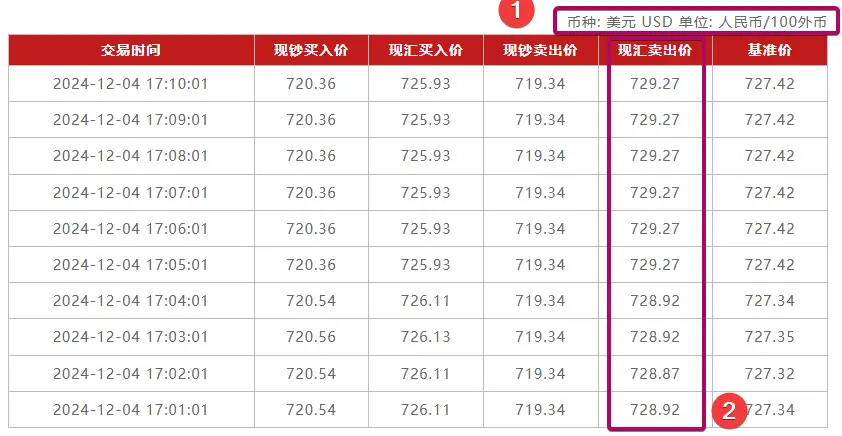 1
币种: 美元 USD 单位: 人民币/100外币
交易时间 现钞买入价 现汇买入价 现钞卖出价 现汇卖出价 基准价
2024-12-04 17:10:01 720.36 725.93 719.34 729.27 727.42
2024-12-04 17:09:01 720.36 725.93 719.34 729.27 727.42
2024-12-04 17:08:01 720.36 725.93 719.34 729.27 727.42
2024-12-04 17:07:01 720.36 725.93 719.34 729.27 727.42
2024-12-04 17:06:01 720.36 725.93 719.34 729.27 727.42
2024-12-04 17:05:01 720.36 725.93 719.34 729.27 727.42
2024-12-04 17:04:01 720.54 726.11 719.34 728.92 727.34
2024-12-04 17:03:01 720.56 726.13 719.34 728.92 727.35
2024-12-04 17:02:01 720.54 726.11 719.34 728.87 727.32
2024-12-04 17:01:01 720.54 726.11 719.34 728.92 2 727.34